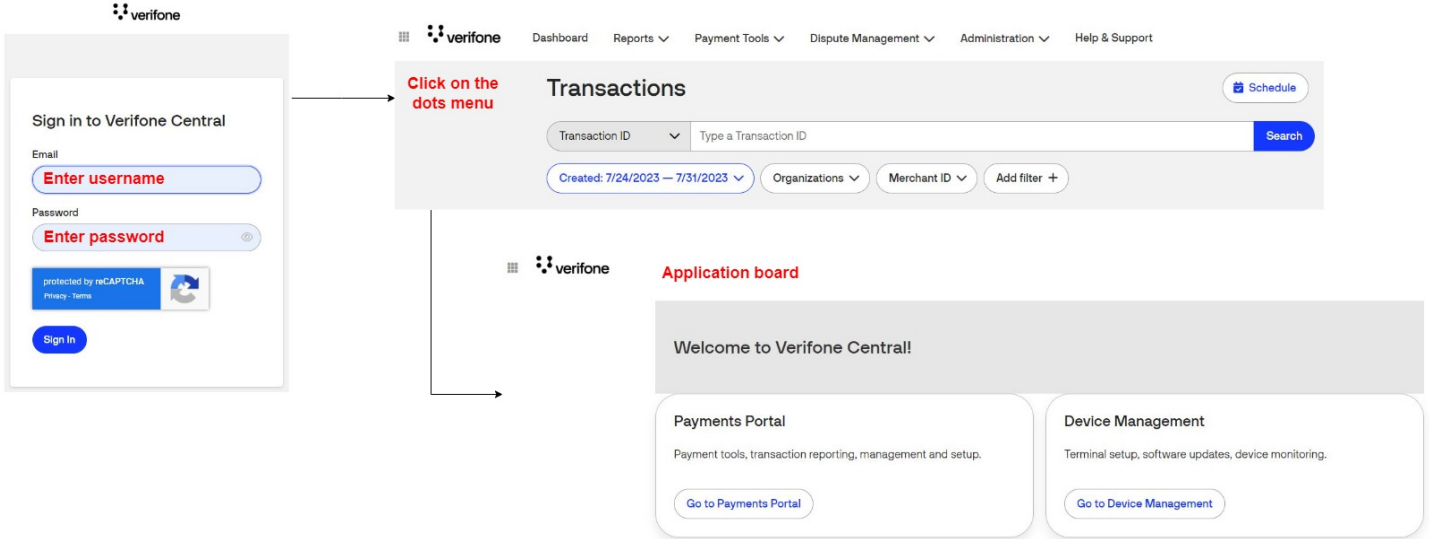 verifone
Sign in to Verifone Central
Email
Enter username
Password
Enter password
protected by reCAPTCHA
Privacy - Terms
Sign In
verifone Dashboard Reports Payment Tools Dispute Management Administration Help & Support
Click on the
dots menu
Transactions
Schedule
Transaction ID Type a Transaction ID Search
Created: 7/24/2023 — 7/31/2023 Organizations Merchant ID Add filter +
verifone
Application board
Welcome to Verifone Central!
Payments Portal
Payment tools, transaction reporting, management and setup.
Go to Payments Portal
Device Management
Terminal setup, software updates, device monitoring.
Go to Device Management